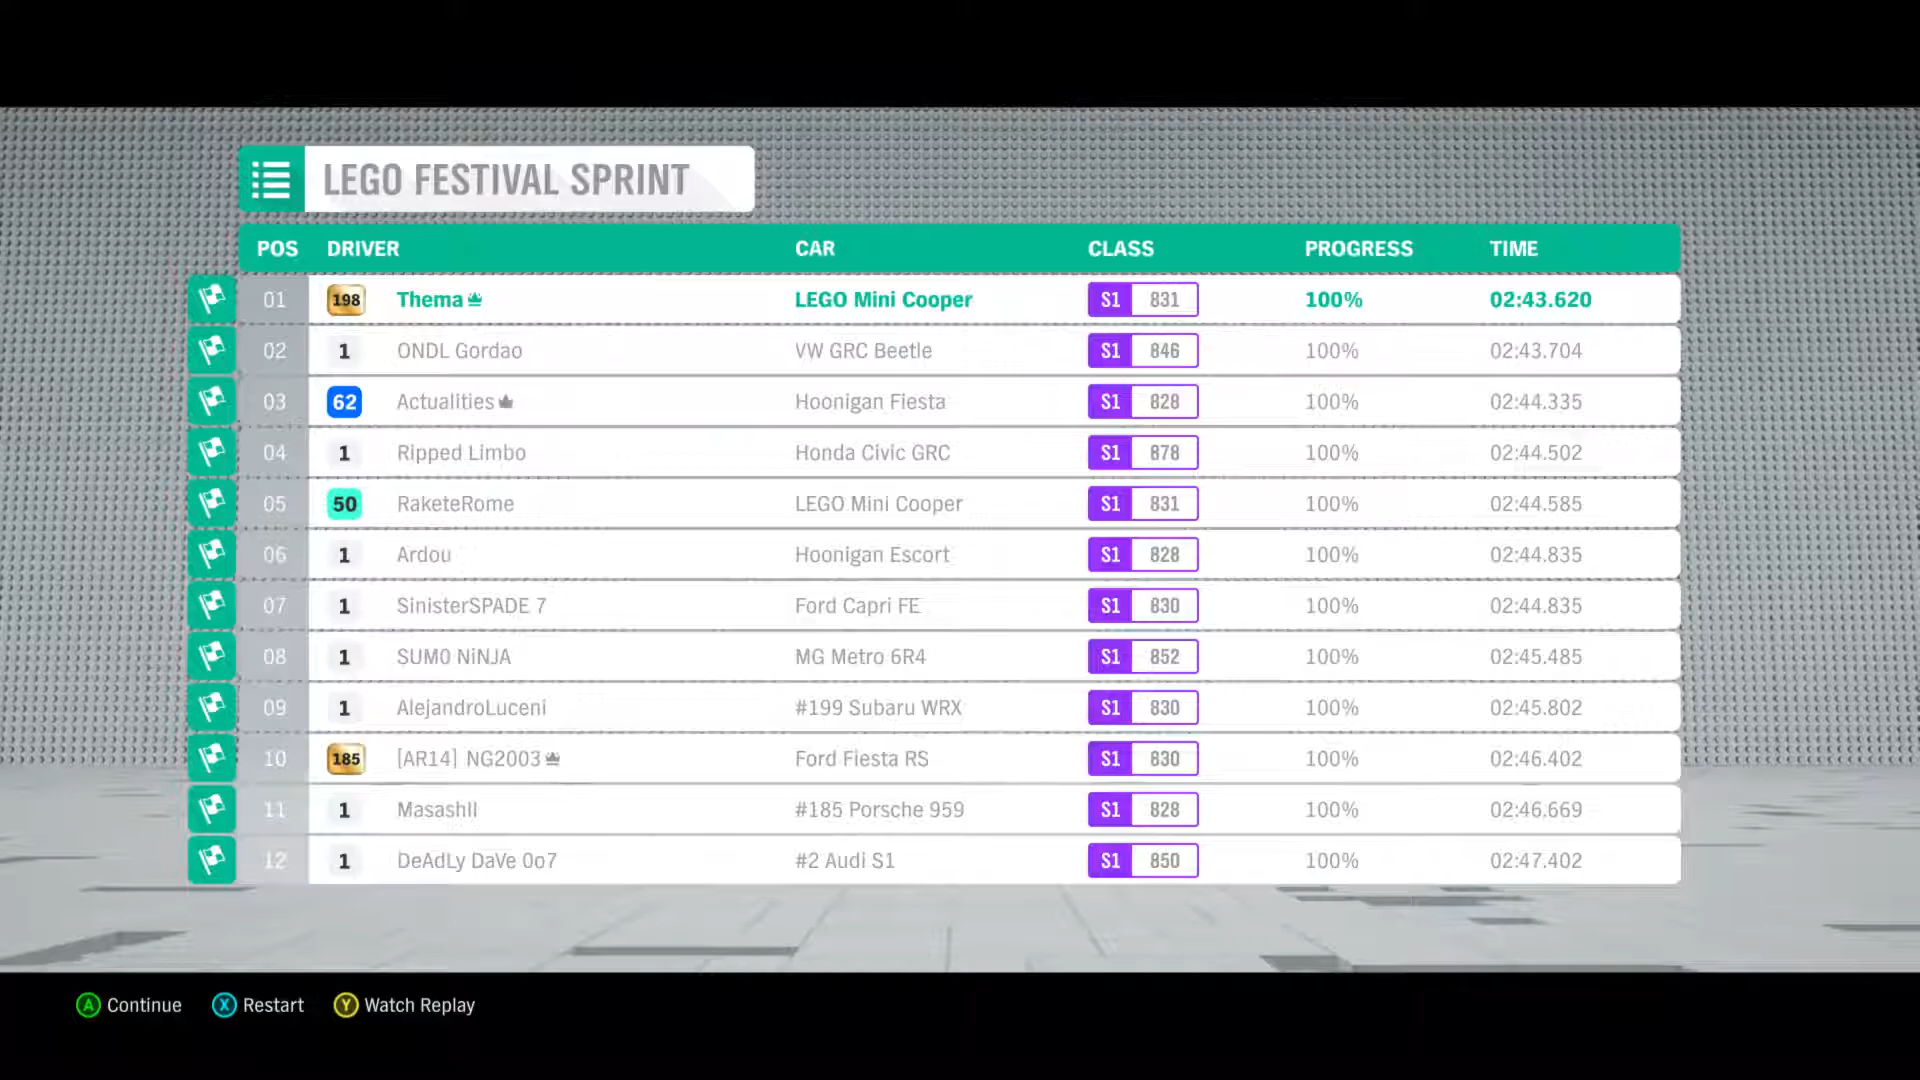 LEGO FESTIVAL SPRINT
POS DRIVER CAR CLASS PROGRESS TIME
01 198 Thema LEGO Mini Cooper S1 831 100% 02:43.620
02 1 ONDL Gordao VW GRC Beetle S1 846 100% 02:43.704
03 62 Actualities Hoonigan Fiesta S1 828 100% 02:44.335
04 1 Ripped Limbo Honda Civic GRC S1 878 100% 02:44.502
05 50 RaketeRome LEGO Mini Cooper S1 831 100% 02:44.585
06 1 Ardou Hoonigan Escort S1 828 100% 02:44.835
07 1 SinisterSPADE 7 Ford Capri FE S1 830 100% 02:44.835
08 1 SUM0 NiNJA MG Metro 6R4 S1 852 100% 02:45.485
09 1 AlejandroLuceni #199 Subaru WRX S1 830 100% 02:45.802
10 185 [AR14] NG2003 Ford Fiesta RS S1 830 100% 02:46.402
11 1 MasashII #185 Porsche 959 S1 828 100% 02:46.669
12 1 DeAdLy DaVe 0o7 #2 Audi S1 S1 850 100% 02:47.402
A Continue X Restart Y Watch Replay